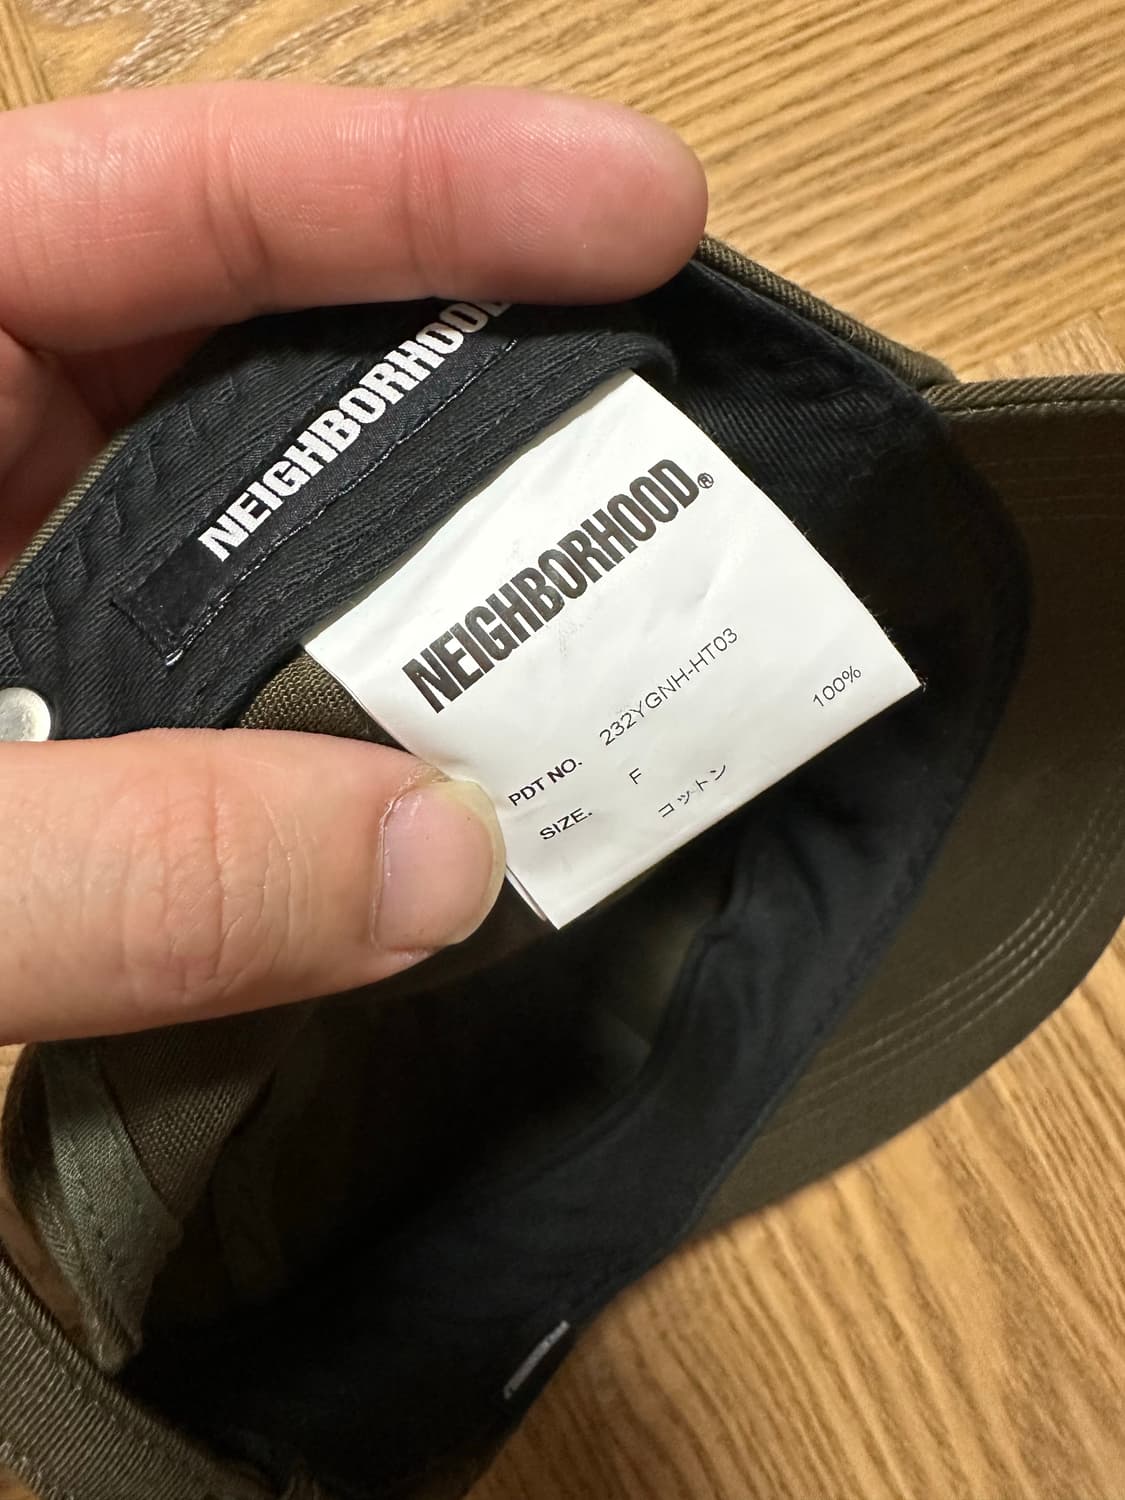 NEIGHBORHOOD
NEIGHBORHOOD®
PDT NO. 232YGNH-HT03
SIZE. F
コットン 100%